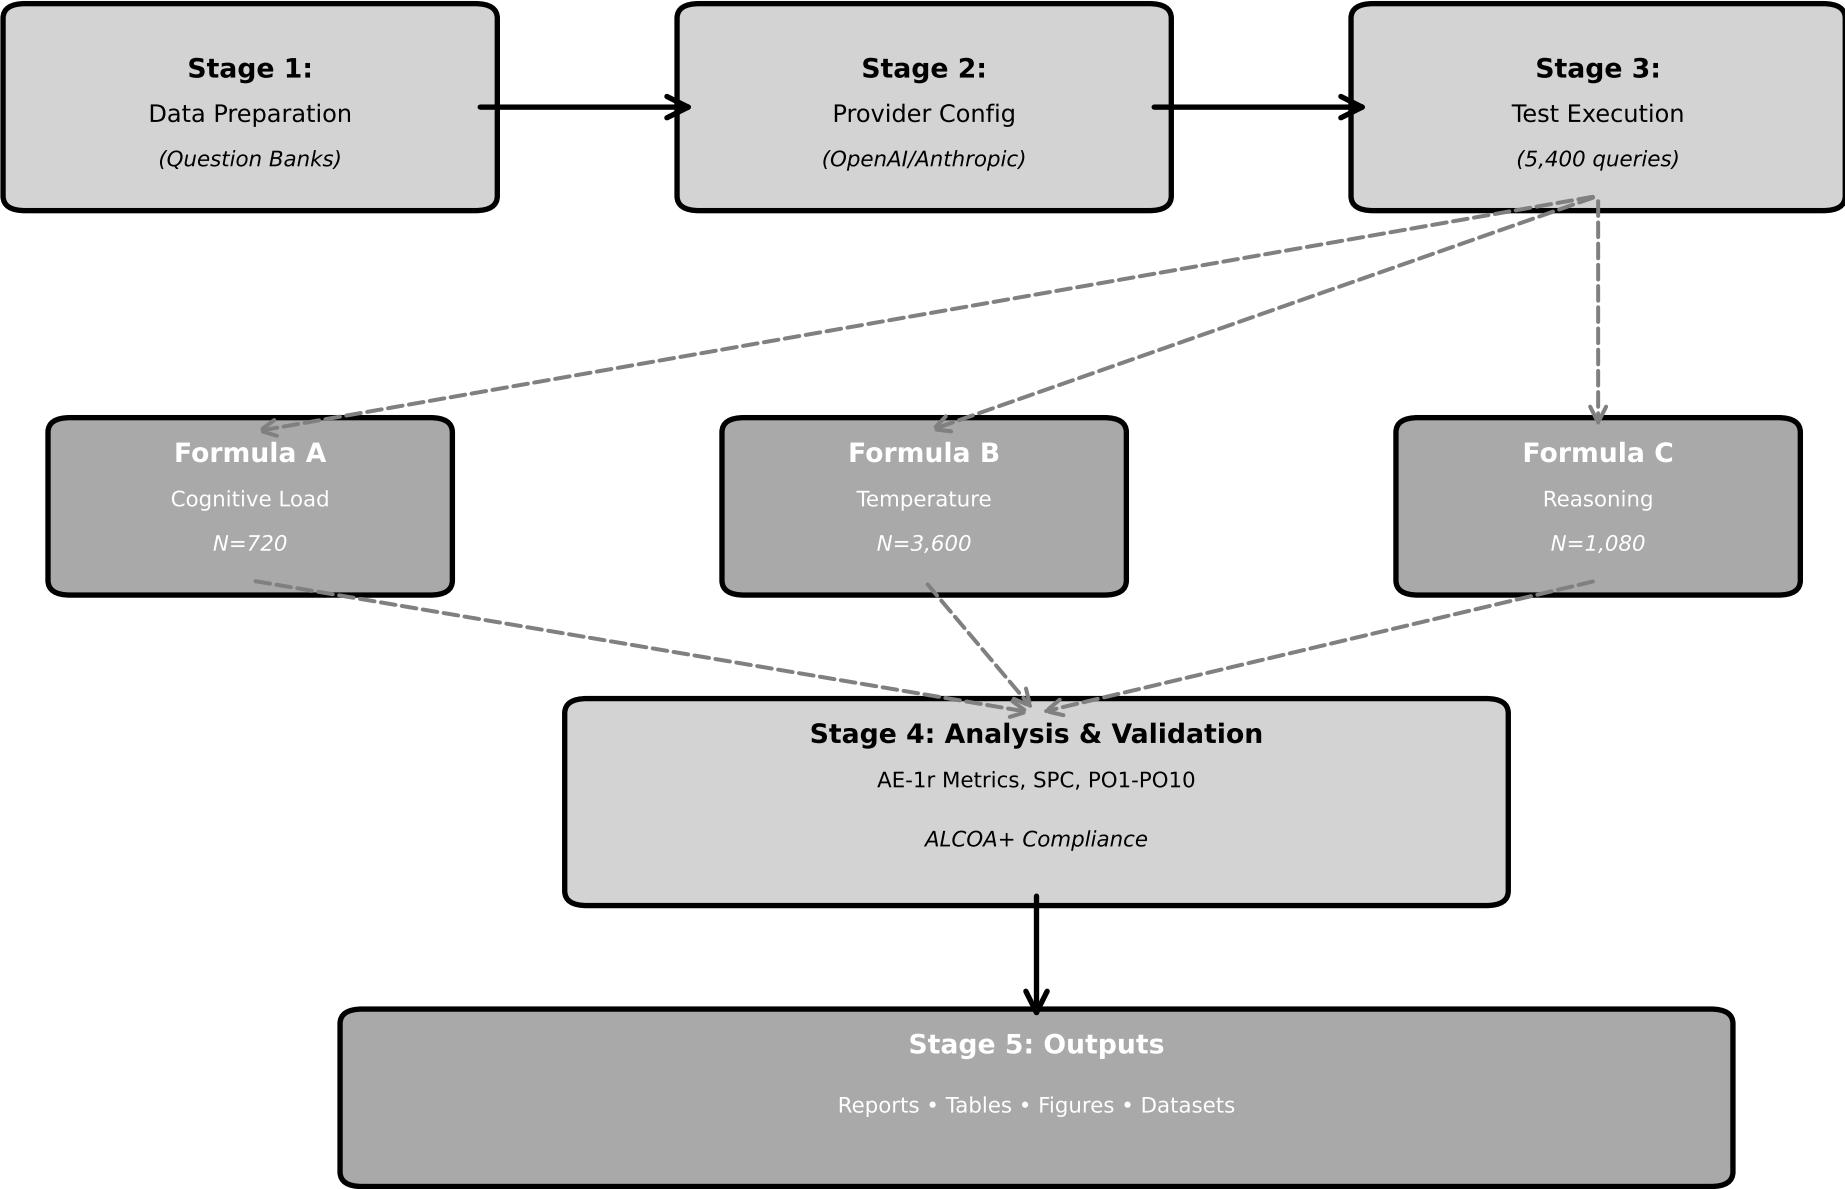 Stage 1:
Data Preparation
(Question Banks)
Stage 2:
Provider Config
(OpenAI/Anthropic)
Stage 3:
Test Execution
(5,400 queries)
Formula A
Cognitive Load
N=720
Formula B
Temperature
N=3,600
Formula C
Reasoning
N=1,080
Stage 4: Analysis & Validation
AE-1r Metrics, SPC, PO1-PO10
ALCOA+ Compliance
Stage 5: Outputs
Reports • Tables • Figures • Datasets